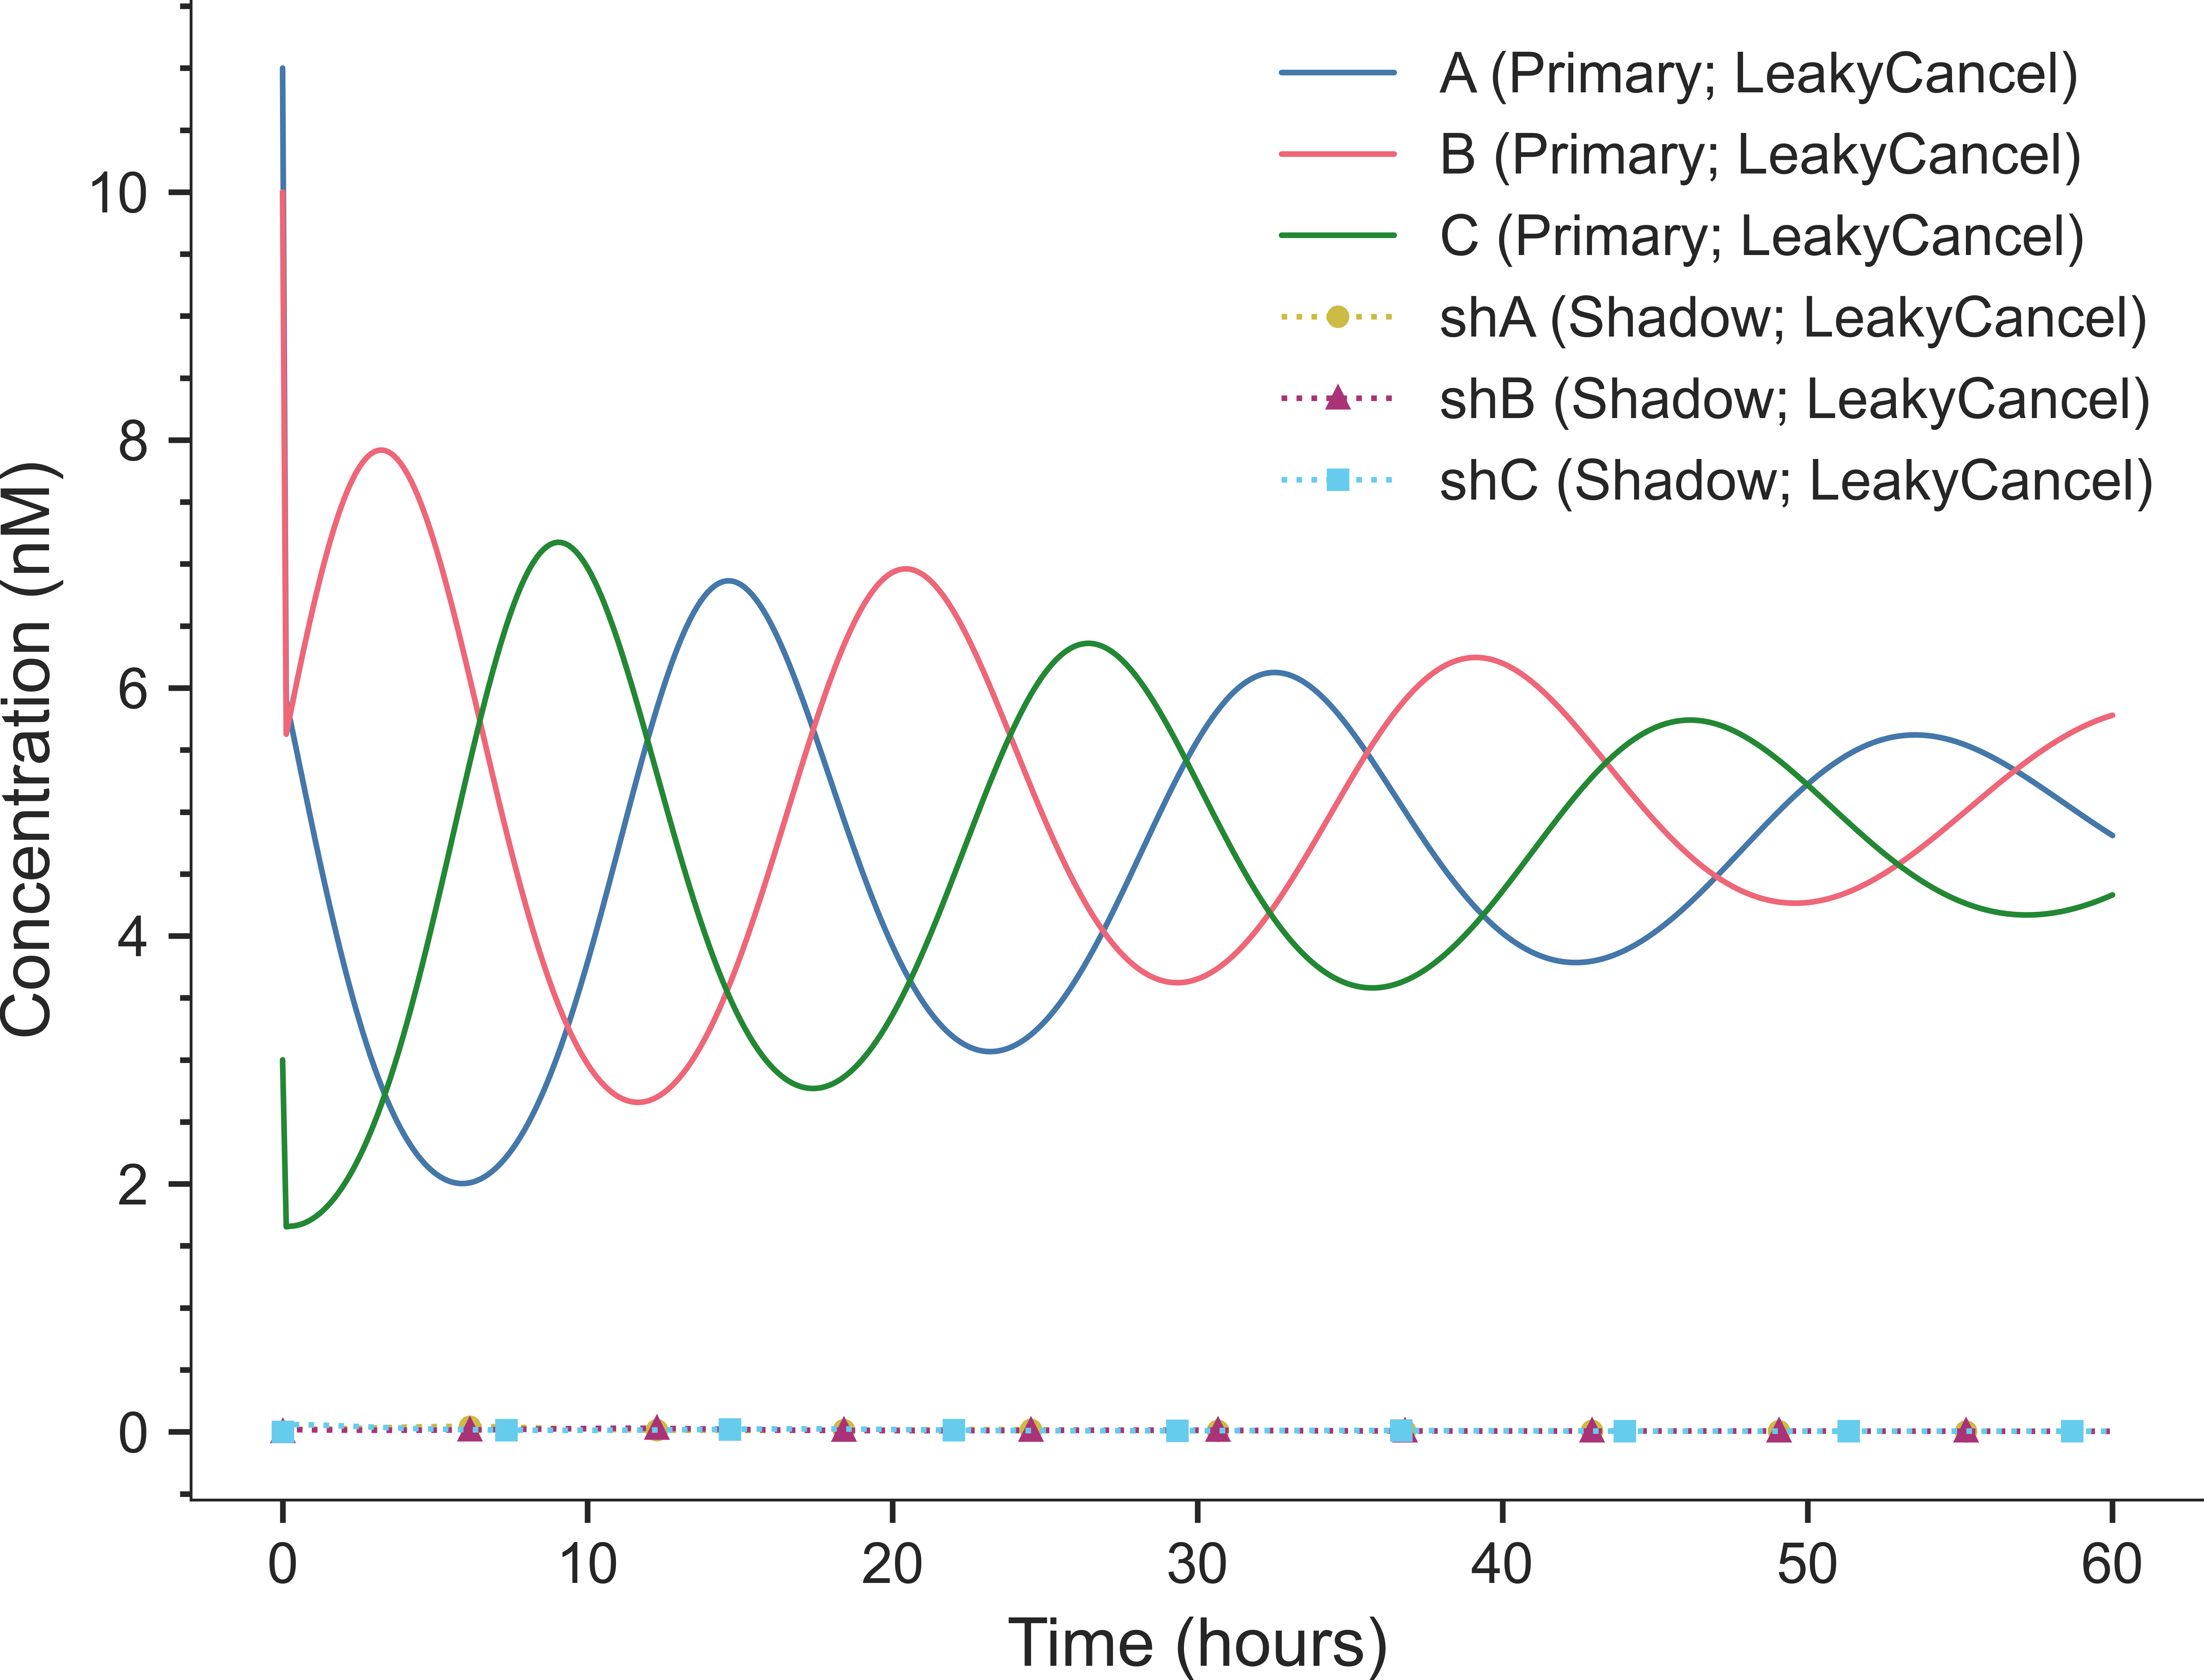 A (Primary; LeakyCancel)
B (Primary; LeakyCancel)
C (Primary; LeakyCancel)
shA (Shadow; LeakyCancel)
shB (Shadow; LeakyCancel)
shC (Shadow; LeakyCancel)
Concentration (nM)
10
8
6
4
2
0
0 10 20 30 40 50 60
Time (hours)